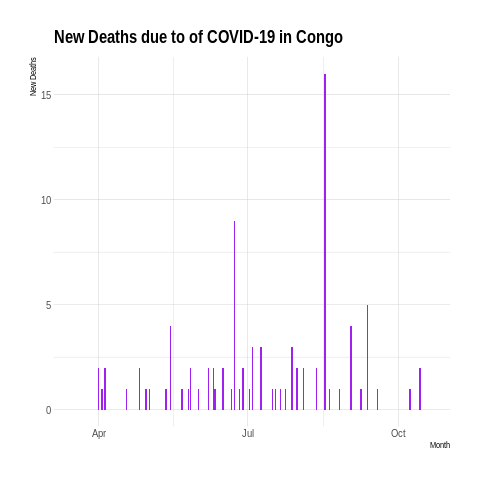 New Deaths due to of COVID-19 in Congo
New Deaths
15
10
5
0
Apr
Jul
Oct
Month